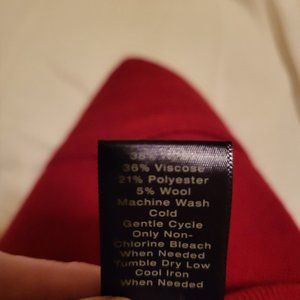 38%
36% Viscose
21% Polyester
5% Wool
Machine Wash
Cold
Gentle Cycle
Only Non-
Chlorine Bleach
When Needed
Tumble Dry Low
Cool Iron
When Needed